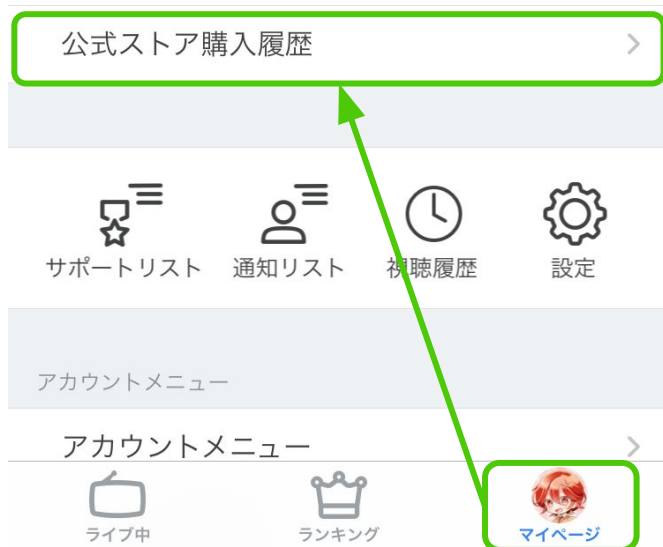 公式ストア購入履歴
サポートリスト 通知リスト 視聴履歴 設定
アカウントメニュー
アカウントメニュー
ライブ中 ランキング マイページ